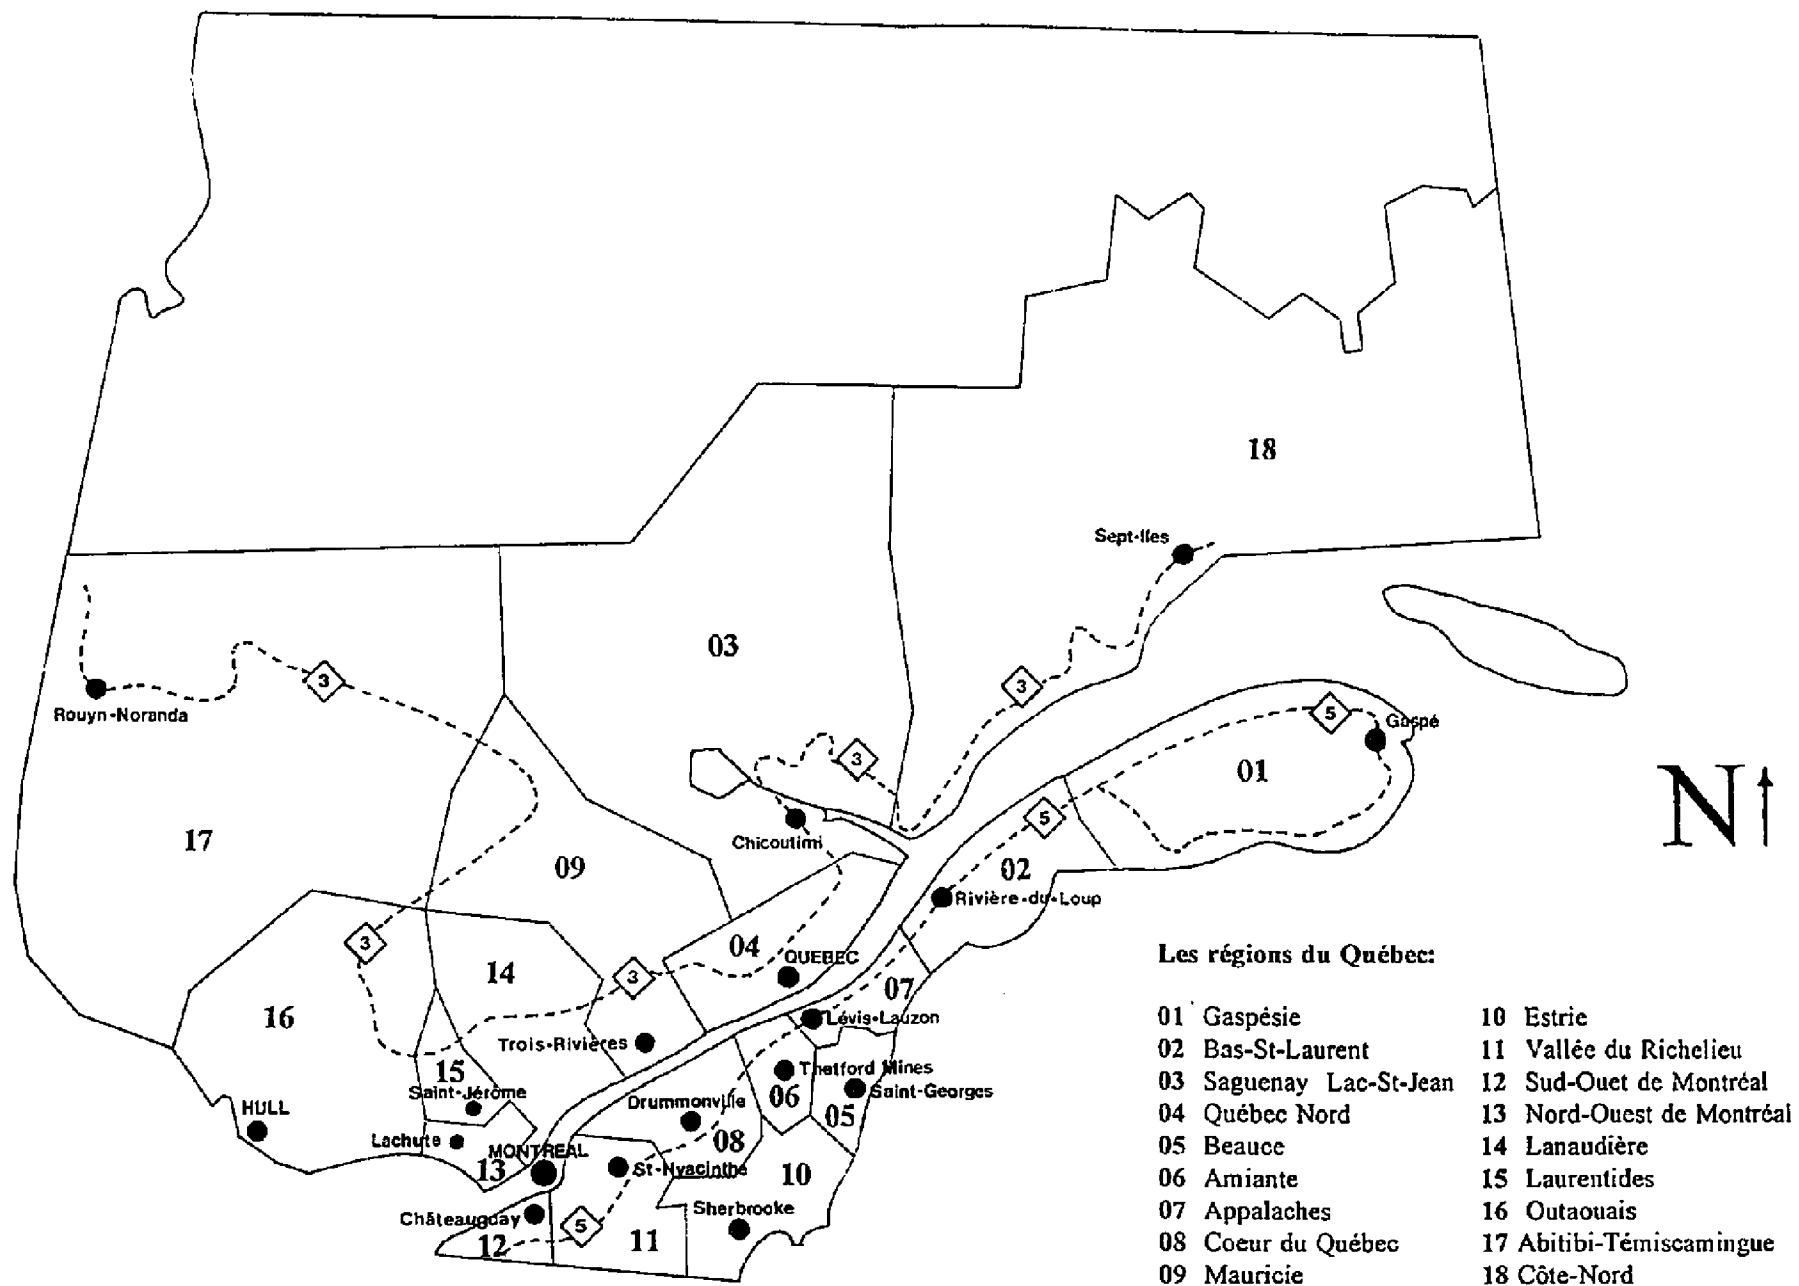 18
Sept-Iles
03
3
3
Rouyn-Noranda
5
Gaspé
3
01
N
17
Chicoutimi
5
09
02
Rivière-du-Loup
3
04
QUEBEC
14
3
07
16
Lévis-Lauzon
Trois-Rivières
15
Thetford Mines
Saint-Jérôme
06
Saint-Georges
HULL
Drummonville
05
Lachute
08
MONTREAL
13
St-Hyacinthe
10
Châteauguay
Sherbrooke
5
12
11
Les régions du Québec:
01 Gaspésie
02 Bas-St-Laurent
03 Saguenay Lac-St-Jean
04 Québec Nord
05 Beauce
06 Amiante
07 Appalaches
08 Coeur du Québec
09 Mauricie
10 Estrie
11 Vallée du Richelieu
12 Sud-Ouet de Montréal
13 Nord-Ouest de Montréal
14 Lanaudière
15 Laurentides
16 Outaouais
17 Abitibi-Témiscamingue
18 Côte-Nord